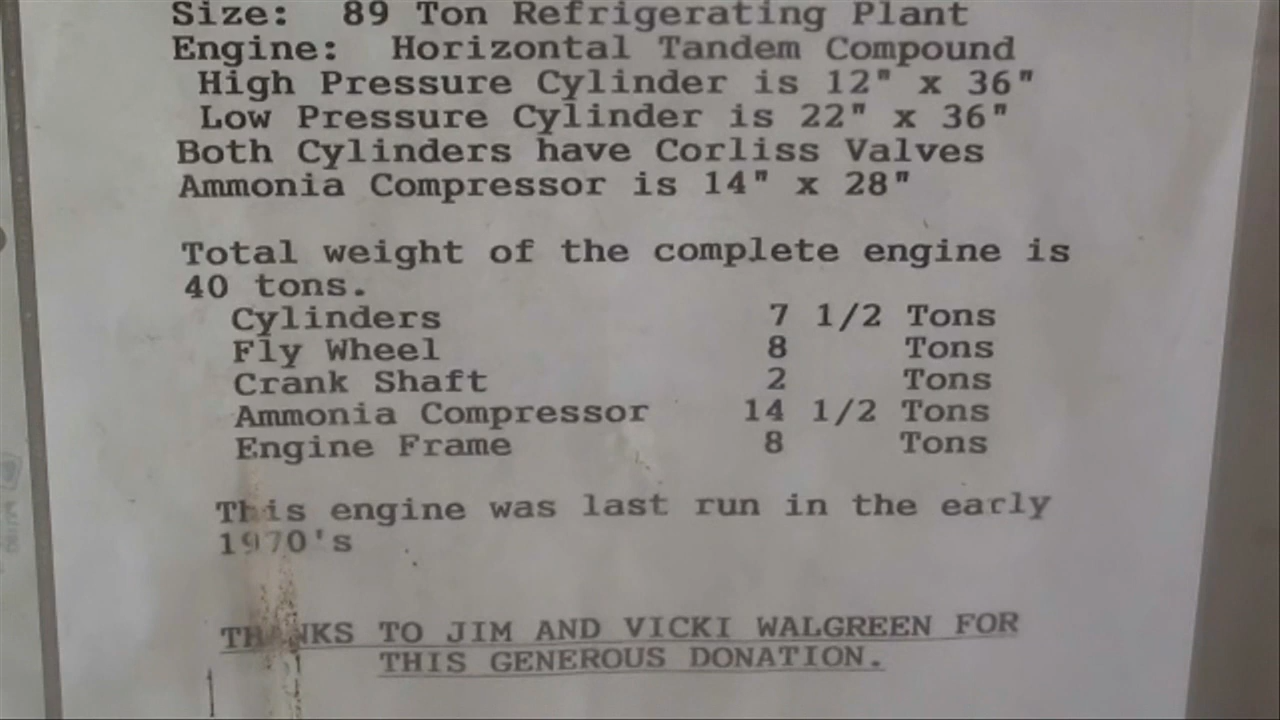 Size: 89 Ton Refrigerating Plant
Engine: Horizontal Tandem Compound
High Pressure Cylinder is 12" x 36"
Low Pressure Cylinder is 22" x 36"
Both Cylinders have Corliss Valves
Ammonia Compressor is 14" x 28"
Total weight of the complete engine is
40 tons.
Cylinders 7 1/2 Tons
Fly Wheel 8 Tons
Crank Shaft 2 Tons
Ammonia Compressor 14 1/2 Tons
Engine Frame 8 Tons
This engine was last run in the early
1970's
THANKS TO JIM AND VICKI WALGREEN FOR
THIS GENEROUS DONATION.